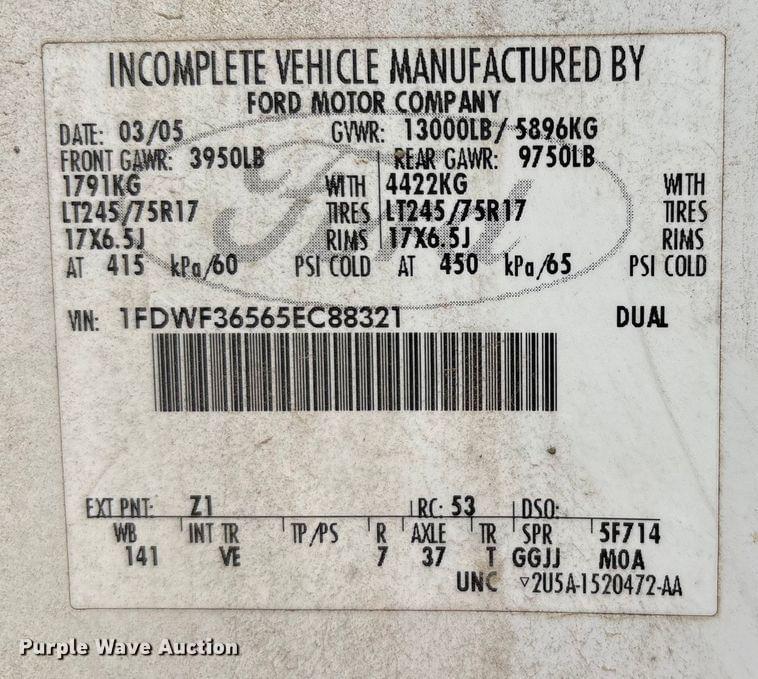 INCOMPLETE VEHICLE MANUFACTURED BY
FORD MOTOR COMPANY
DATE: 03/05 GVWR: 13000LB/ 5896KG
FRONT GAWR: 3950LB REAR GAWR: 9750LB
1791KG WITH 4422KG WITH
LT245/75R17 TIRES LT245/75R17 TIRES
17X6.5J RIMS 17X6.5J RIMS
AT 415 kPa/60 PSI COLD AT 450 kPa/65 PSI COLD
Ford
VIN: 1FDWF36565EC88321 DUAL
EXT PNT: Z1 RC: 53 DSO:
WB INT TR TP/PS R AXLE TR SPR 5F714
141 VE 7 37 T GGJJ M0A
UNC ▽2U5A-1520472-AA
Purple Wave Auction